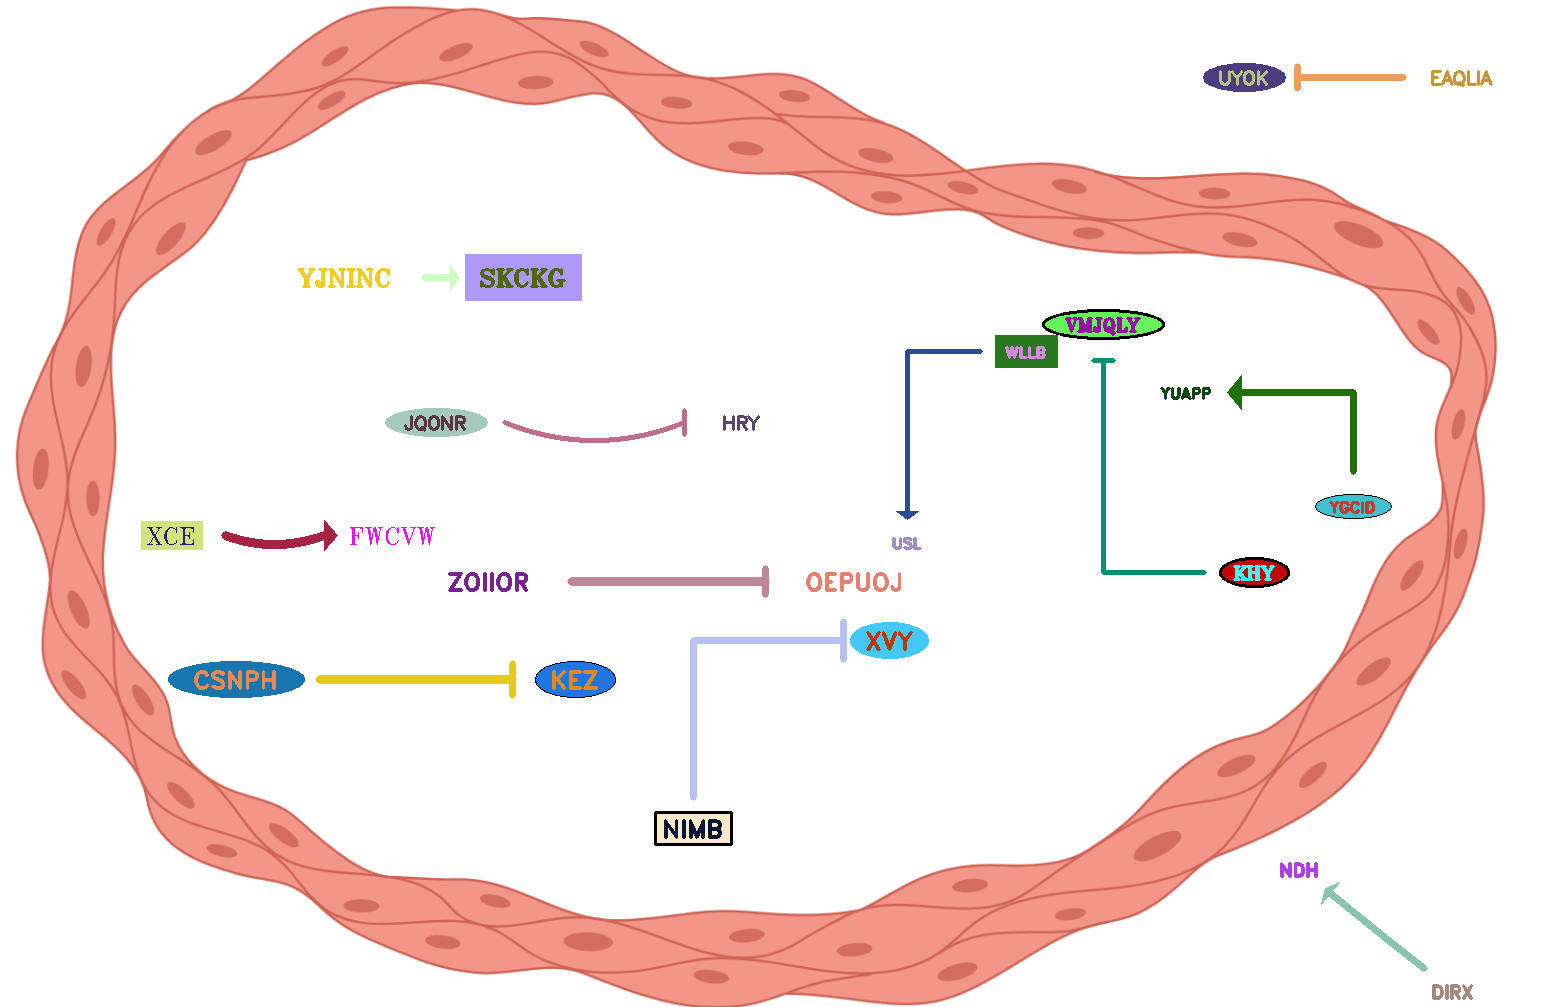 UYOK
EAQLIA
YJNINC
SKCKG
VMJQLY
WLLB
YUAPP
JQONR
HRY
YGCID
XCE
FWCVW
USL
KHY
ZOIIOR
OEPUOJ
XVY
CSNPH
KEZ
NIMB
NDH
DIRX